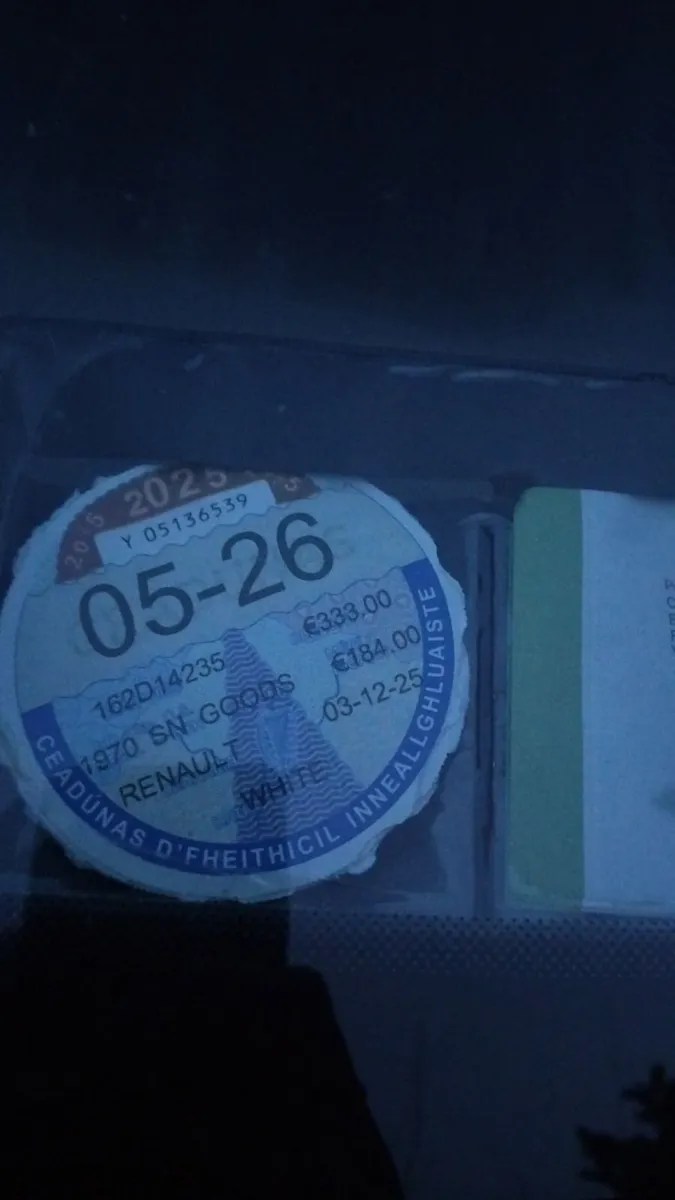 2025
Y 05136539
05-26
162D14235 €333.00
1970 SN GOODS €184.00
RENAULT 03-12-25
WHITE
CEADÚNAS D'FHEITHICIL INNEALLGHLUAISTE